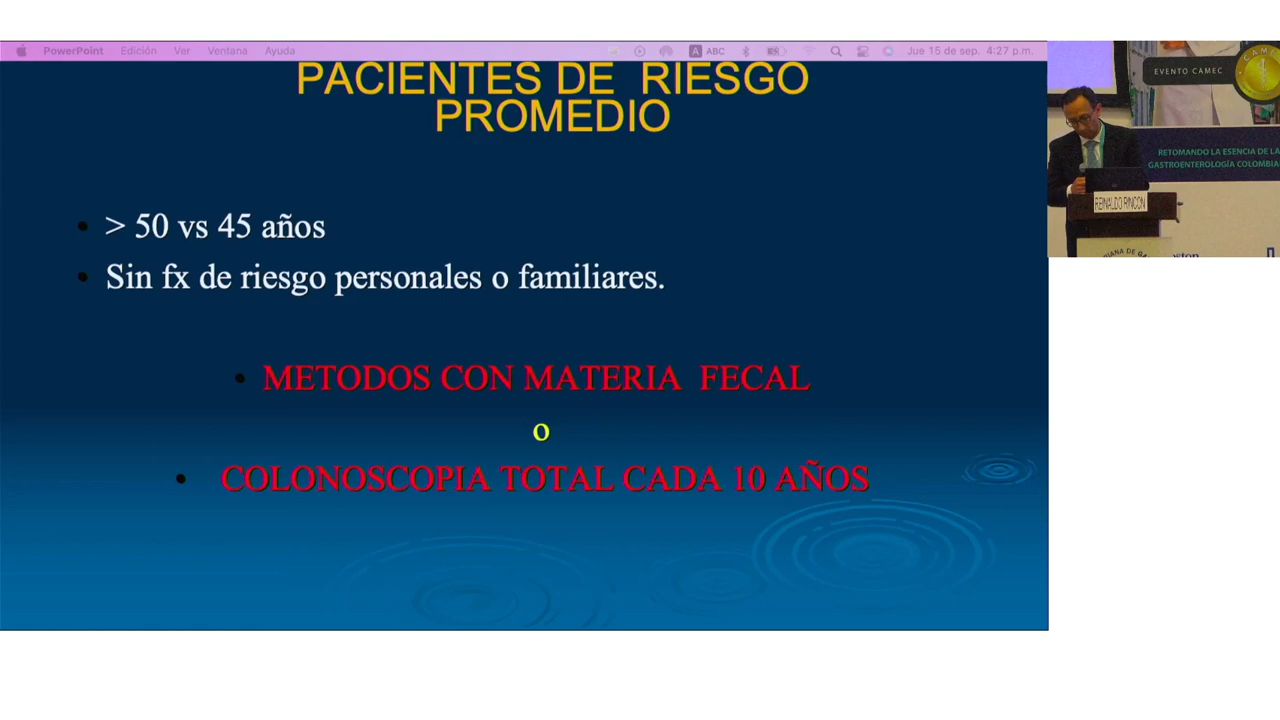 PowerPoint Edición Ver Ventana Ayuda
ABC
Jue 15 de sep. 4:27 p.m.
PACIENTES DE RIESGO
PROMEDIO
• > 50 vs 45 años
• Sin fx de riesgo personales o familiares.
• METODOS CON MATERIA FECAL
o
• COLONOSCOPIA TOTAL CADA 10 AÑOS
EVENTO CAMEC
RETOMANDO LA ESENCIA DE LA
GASTROENTEROLOGÍA COLOMBIA
REINALDO RINCON